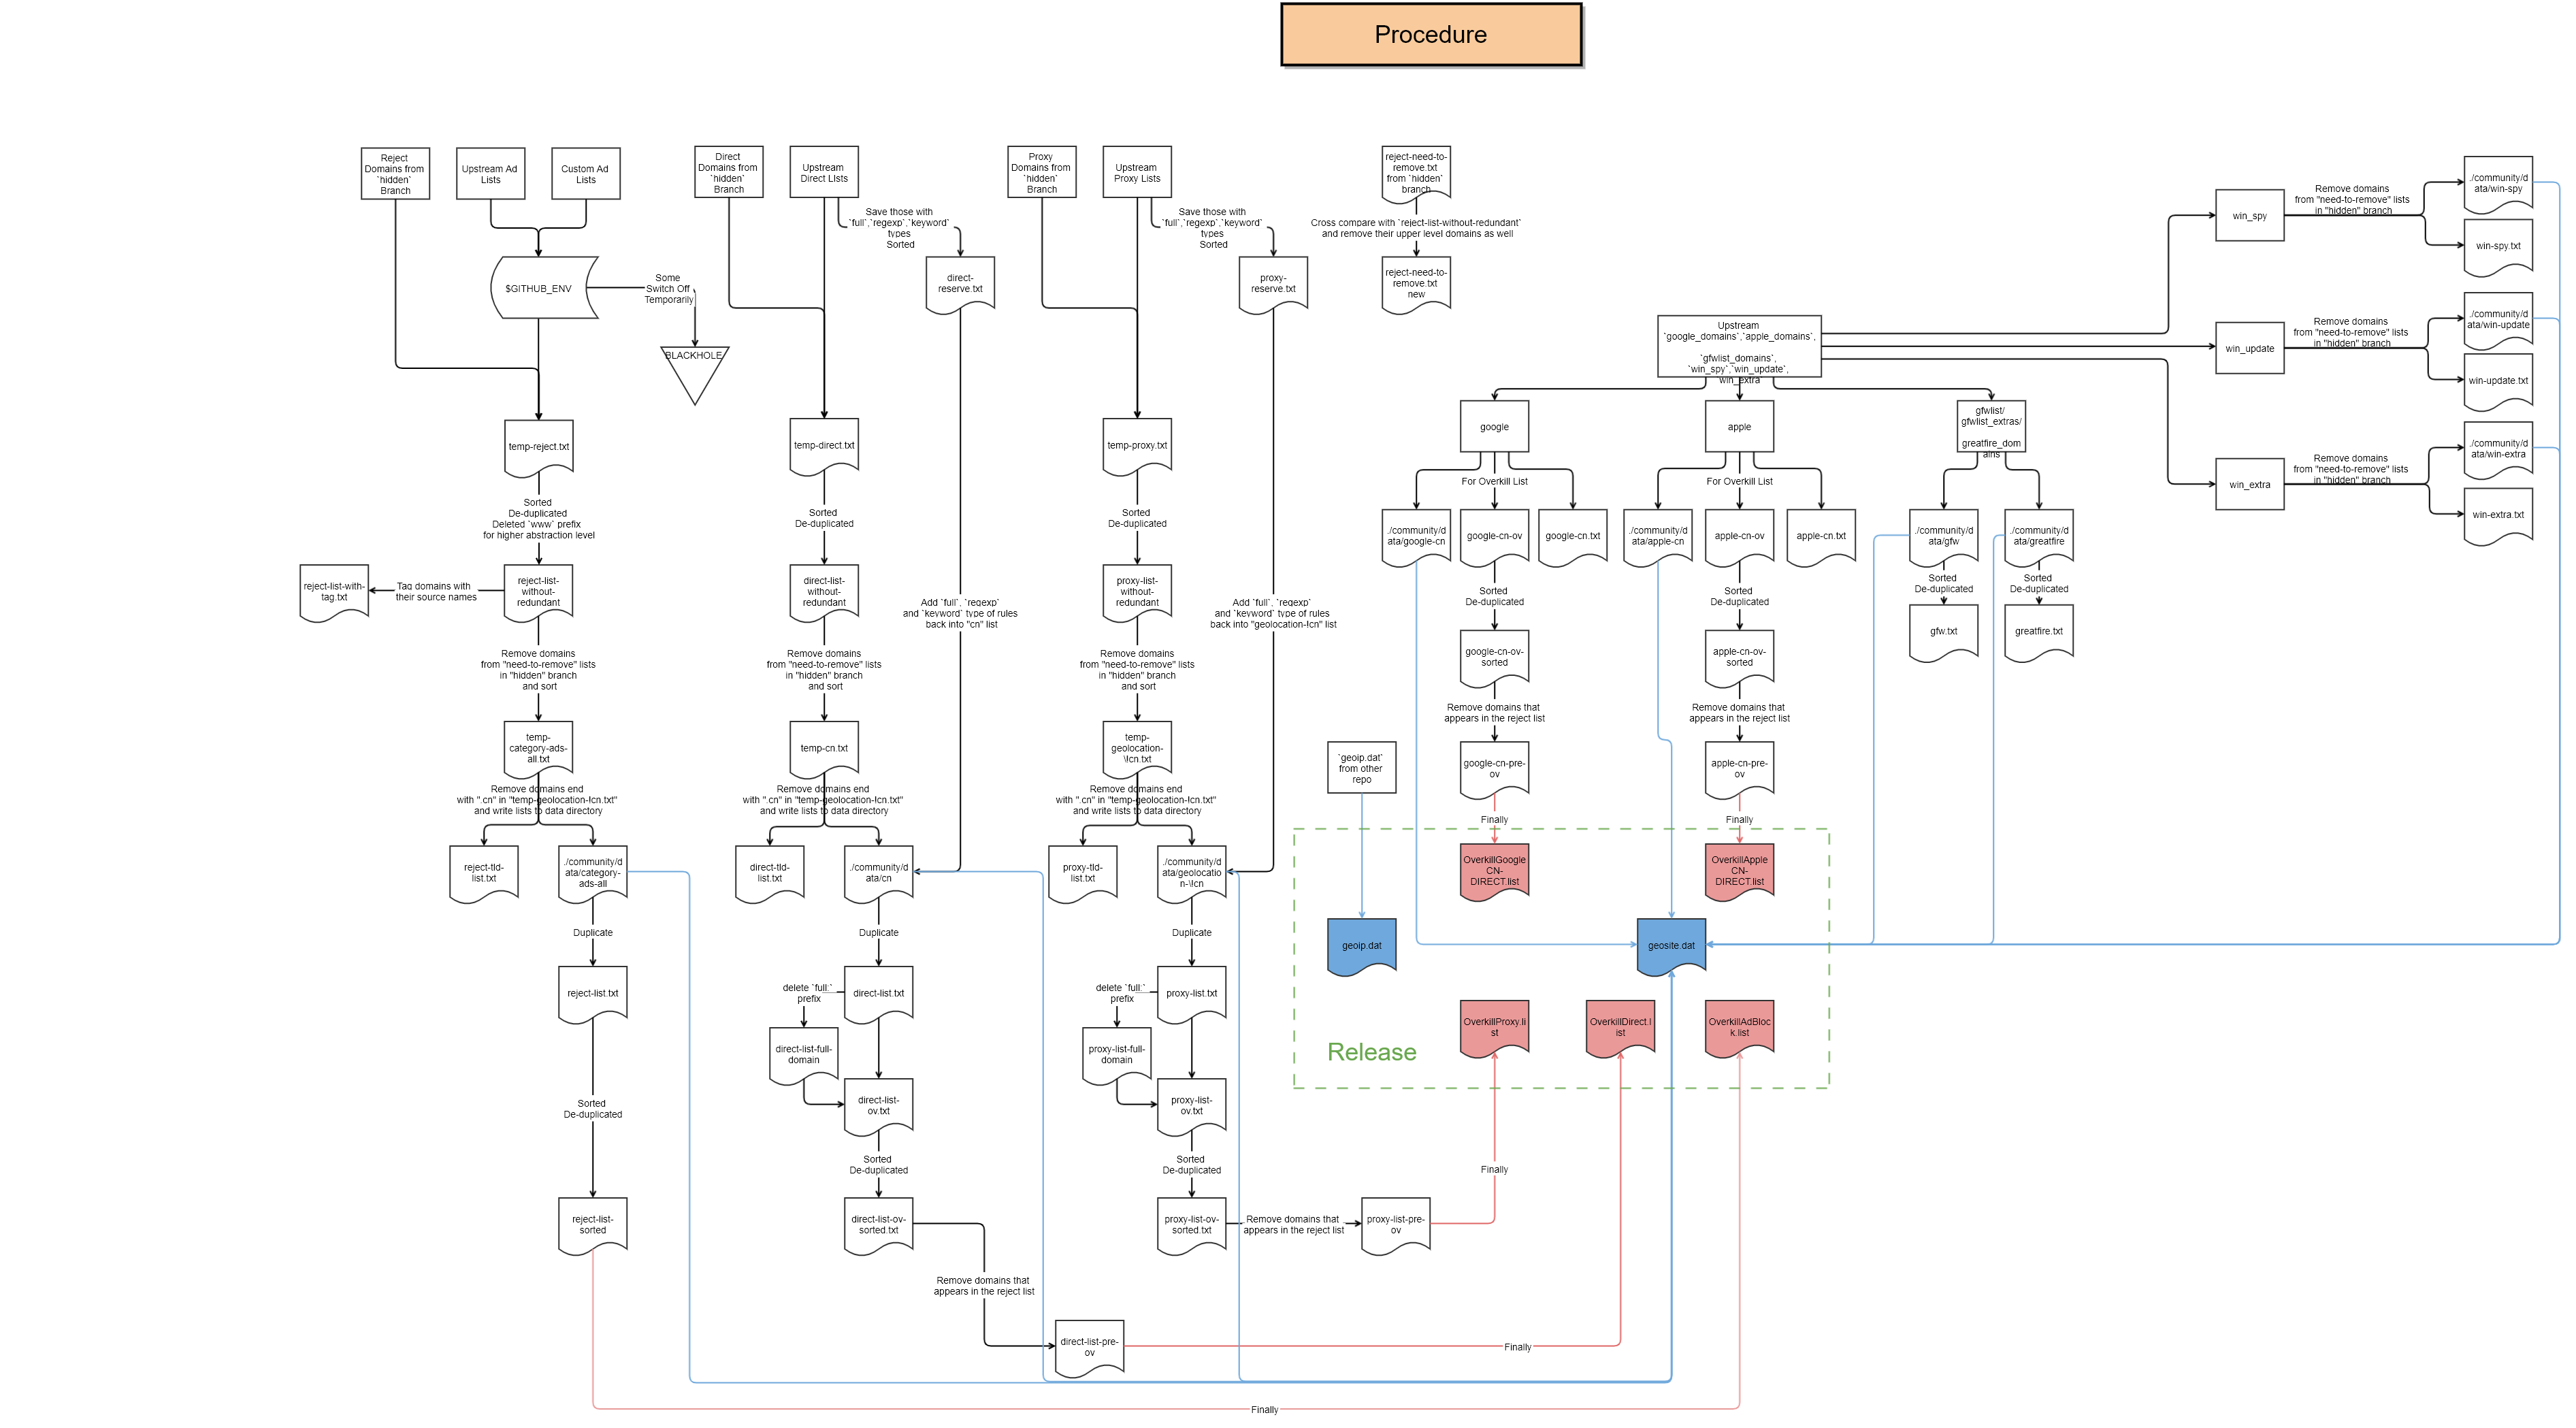 Procedure
Reject
Domains from
`hidden`
Branch
Upstream Ad
Lists
Custom Ad
Lists
Direct
Domains from
`hidden`
Branch
Upstream
Direct LIsts
Proxy
Domains from
`hidden`
Branch
Upstream
Proxy Lists
reject-need-to-
remove.txt
from `hidden`
branch
Save those with
`full`,`regexp`,`keyword`
types
Sorted
Save those with
`full`,`regexp`,`keyword`
types
Sorted
Cross compare with `reject-list-without-redundant`
and remove their upper level domains as well
$GITHUB_ENV
Some
Switch Off
Temporarily
BLACKHOLE
direct-
reserve.txt
proxy-
reserve.txt
reject-need-to-
remove.txt
new
Upstream
`google_domains`,`apple_domains`,
`gfwlist_domains`,
`win_spy`,`win_update`,
win_extra
win_spy
Remove domains
from "need-to-remove" lists
in "hidden" branch
./community/d
ata/win-spy
win-spy.txt
win_update
Remove domains
from "need-to-remove" lists
in "hidden" branch
./community/d
ata/win-update
win-update.txt
win_extra
Remove domains
from "need-to-remove" lists
in "hidden" branch
./community/d
ata/win-extra
win-extra.txt
google
apple
gfwlist/
gfwlist_extras/
greatfire_dom
ains
temp-reject.txt
temp-direct.txt
temp-proxy.txt
For Overkill List
For Overkill List
Sorted
De-duplicated
Deleted `www` prefix
for higher abstraction level
Sorted
De-duplicated
Sorted
De-duplicated
./community/d
ata/google-cn
google-cn-ov
google-cn.txt
./community/d
ata/apple-cn
apple-cn-ov
apple-cn.txt
./community/d
ata/gfw
./community/d
ata/greatfire
reject-list-with-
tag.txt
Tag domains with
their source names
reject-list-
without-
redundant
direct-list-
without-
redundant
proxy-list-
without-
redundant
Add `full`, `regexp`
and `keyword` type of rules
back into "cn" list
Add `full`, `regexp`
and `keyword` type of rules
back into "geolocation-!cn" list
Sorted
De-duplicated
Sorted
De-duplicated
Sorted
De-duplicated
Sorted
De-duplicated
gfw.txt
greatfire.txt
google-cn-ov-
sorted
apple-cn-ov-
sorted
Remove domains
from "need-to-remove" lists
in "hidden" branch
and sort
Remove domains
from "need-to-remove" lists
in "hidden" branch
and sort
Remove domains
from "need-to-remove" lists
in "hidden" branch
and sort
Remove domains that
appears in the reject list
Remove domains that
appears in the reject list
temp-
category-ads-
all.txt
temp-cn.txt
temp-
geolocation-
\!cn.txt
`geoip.dat`
from other
repo
google-cn-pre-
ov
apple-cn-pre-
ov
Remove domains end
with ".cn" in "temp-geolocation-!cn.txt"
and write lists to data directory
Remove domains end
with ".cn" in "temp-geolocation-!cn.txt"
and write lists to data directory
Remove domains end
with ".cn" in "temp-geolocation-!cn.txt"
and write lists to data directory
Finally
Finally
reject-tld-
list.txt
./community/d
ata/category-
ads-all
direct-tld-
list.txt
./community/d
ata/cn
proxy-tld-
list.txt
./community/d
ata/geolocatio
n-\!cn
OverkillGoogle
CN-
DIRECT.list
OverkillApple
CN-
DIRECT.list
Duplicate
Duplicate
Duplicate
geoip.dat
geosite.dat
reject-list.txt
delete `full:`
prefix
direct-list.txt
delete `full:`
prefix
proxy-list.txt
OverkillProxy.li
st
OverkillDirect.l
ist
OverkillAdBloc
k.list
Release
direct-list-full-
domain
proxy-list-full-
domain
Sorted
De-duplicated
direct-list-
ov.txt
proxy-list-
ov.txt
Sorted
De-duplicated
Sorted
De-duplicated
Finally
reject-list-
sorted
direct-list-ov-
sorted.txt
proxy-list-ov-
sorted.txt
Remove domains that
appears in the reject list
proxy-list-pre-
ov
Remove domains that
appears in the reject list
direct-list-pre-
ov
Finally
Finally